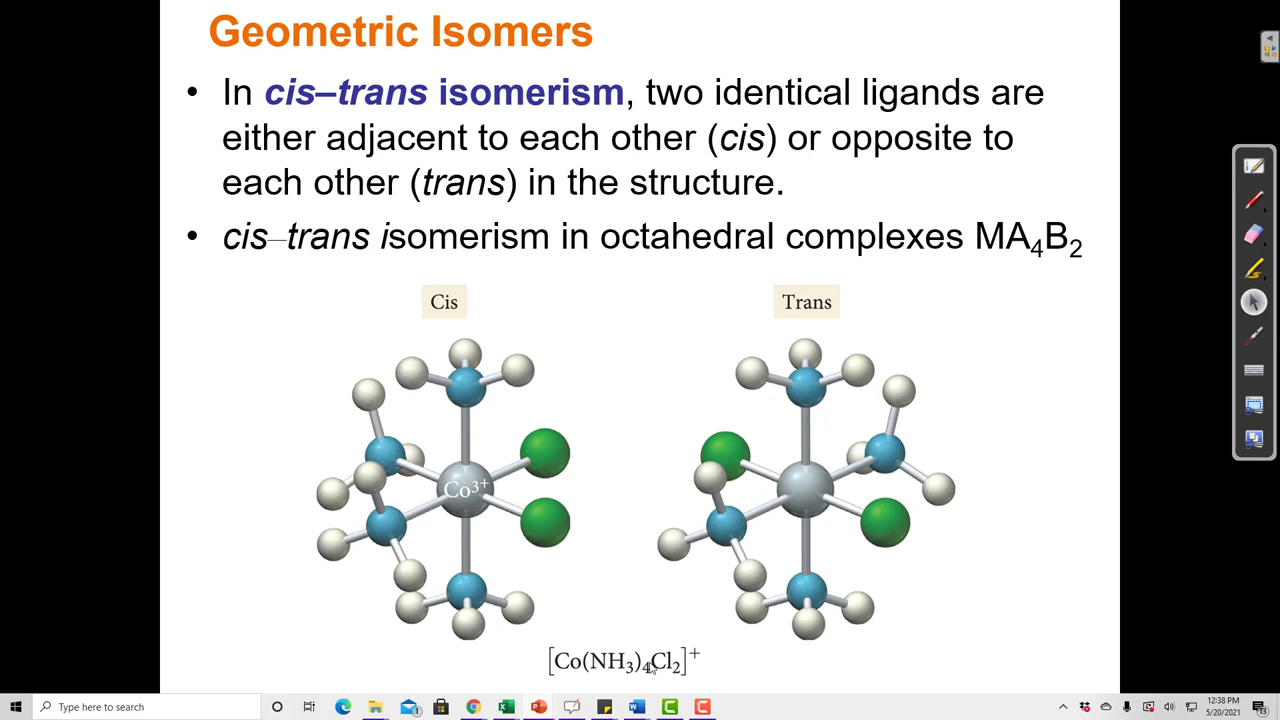 Geometric Isomers
• In cis–trans isomerism, two identical ligands are
either adjacent to each other (cis) or opposite to
each other (trans) in the structure.
• cis–trans isomerism in octahedral complexes MA₄B₂
Cis
Trans
Co³⁺
[Co(NH₃)₄Cl₂]⁺
Type here to search
12:38 PM
5/20/2021